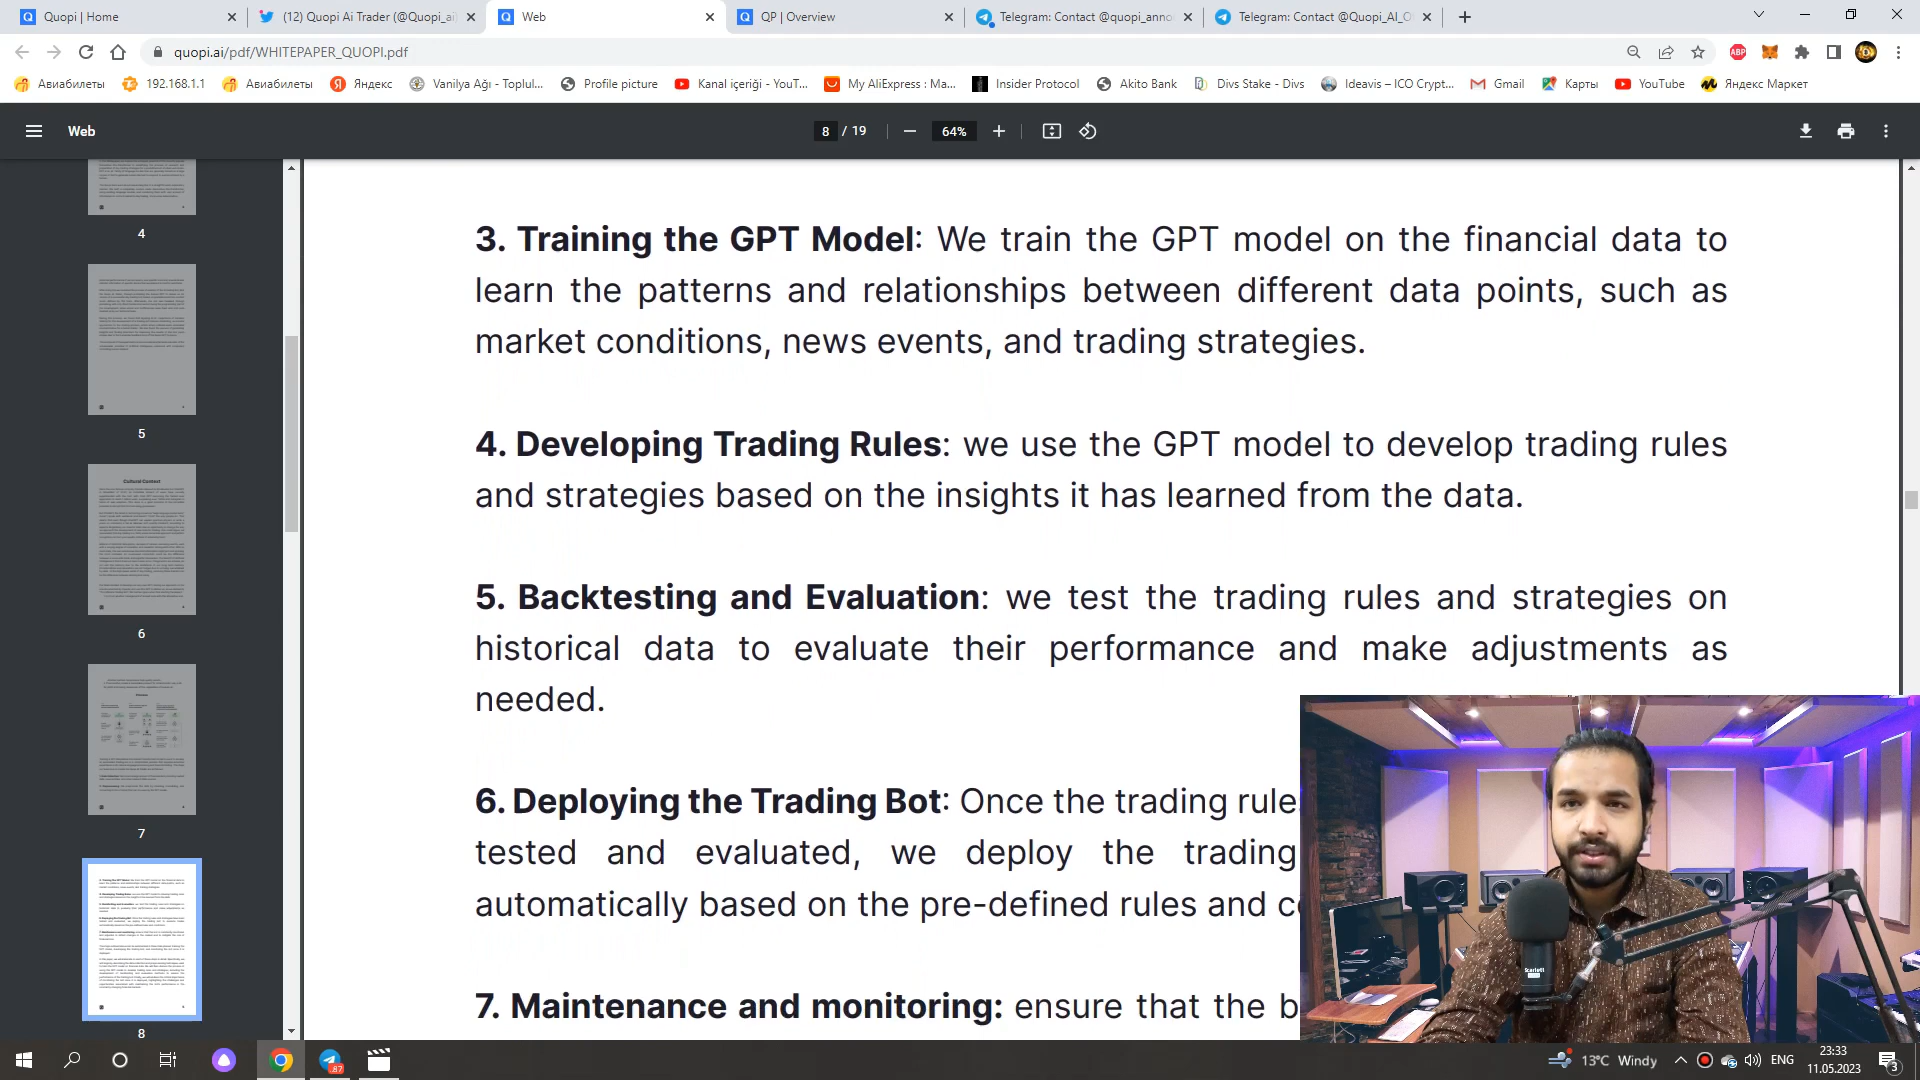 Quopi | Home
(12) Quopi Ai Trader (@Quopi_ai)
Web
QP | Overview
Telegram: Contact @quopi_anno
Telegram: Contact @Quopi_AI_O
quopi.ai/pdf/WHITEPAPER_QUOPI.pdf
ABP
Авиабилеты
192.168.1.1
Авиабилеты
Яндекс
Vanilya Ağı - Toplul...
Profile picture
Kanal içeriği - YouT...
My AliExpress : Ma...
Insider Protocol
Akito Bank
Divs Stake - Divs
Ideavis – ICO Crypt...
Gmail
Карты
YouTube
Яндекс Маркет
Web
8 / 19
64%
4
5
Cultural Context
6
7
8
3. Training the GPT Model: We train the GPT model on the financial data to
learn the patterns and relationships between different data points, such as
market conditions, news events, and trading strategies.
4. Developing Trading Rules: we use the GPT model to develop trading rules
and strategies based on the insights it has learned from the data.
5. Backtesting and Evaluation: we test the trading rules and strategies on
historical data to evaluate their performance and make adjustments as
needed.
6. Deploying the Trading Bot: Once the trading rule
tested and evaluated, we deploy the trading
automatically based on the pre-defined rules and c
7. Maintenance and monitoring: ensure that the b
Scarlett
87
13°C Windy
ENG
23:33
11.05.2023
3